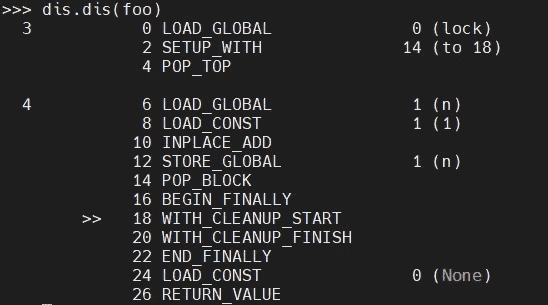 >>> dis.dis(foo)
  3           0 LOAD_GLOBAL              0 (lock)
              2 SETUP_WITH              14 (to 18)
              4 POP_TOP

  4           6 LOAD_GLOBAL              1 (n)
              8 LOAD_CONST               1 (1)
             10 INPLACE_ADD
             12 STORE_GLOBAL             1 (n)
             14 POP_BLOCK
             16 BEGIN_FINALLY
        >>   18 WITH_CLEANUP_START
             20 WITH_CLEANUP_FINISH
             22 END_FINALLY
             24 LOAD_CONST               0 (None)
             26 RETURN_VALUE